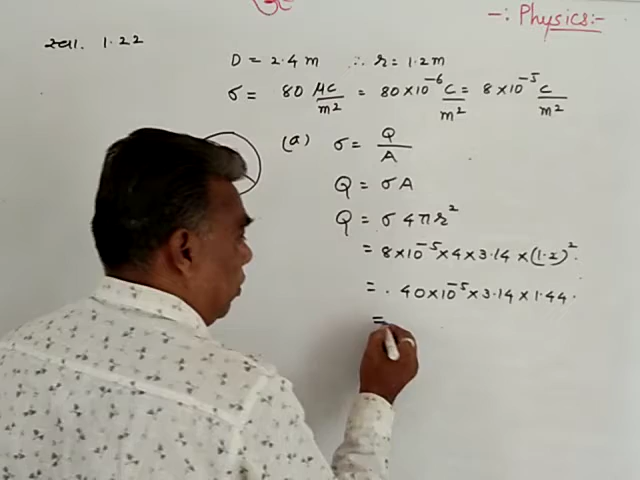 -: Physics:-
સ્વા. 1.22
D = 2.4 m ∴ r = 1.2 m
σ = 80 μC/m² = 80×10⁻⁶ C/m² = 8×10⁻⁵ C/m²
(a) σ = Q/A
Q = σ A
Q = σ 4πr²
= 8×10⁻⁵×4×3.14×(1.2)².
= . 40×10⁻⁵×3.14×1.44.
=